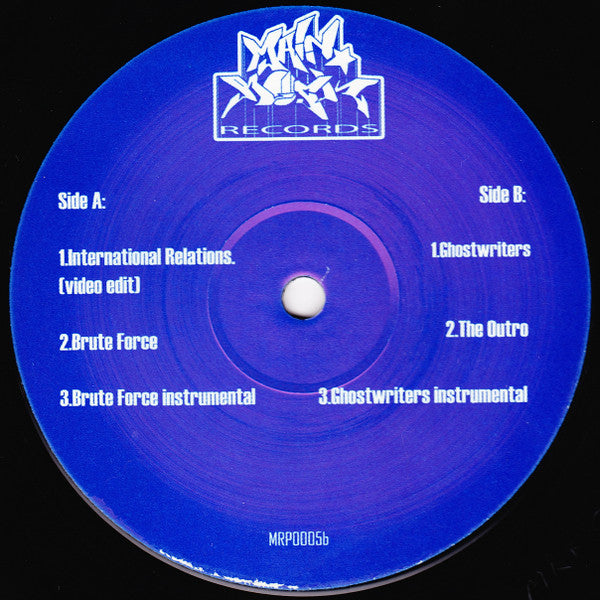 MAIN
RECORDS
Side A:
1.International Relations.
(video edit)
2.Brute Force
3.Brute Force instrumental
Side B:
1.Ghostwriters
2.The Outro
3.Ghostwriters instrumental
MRP0005b